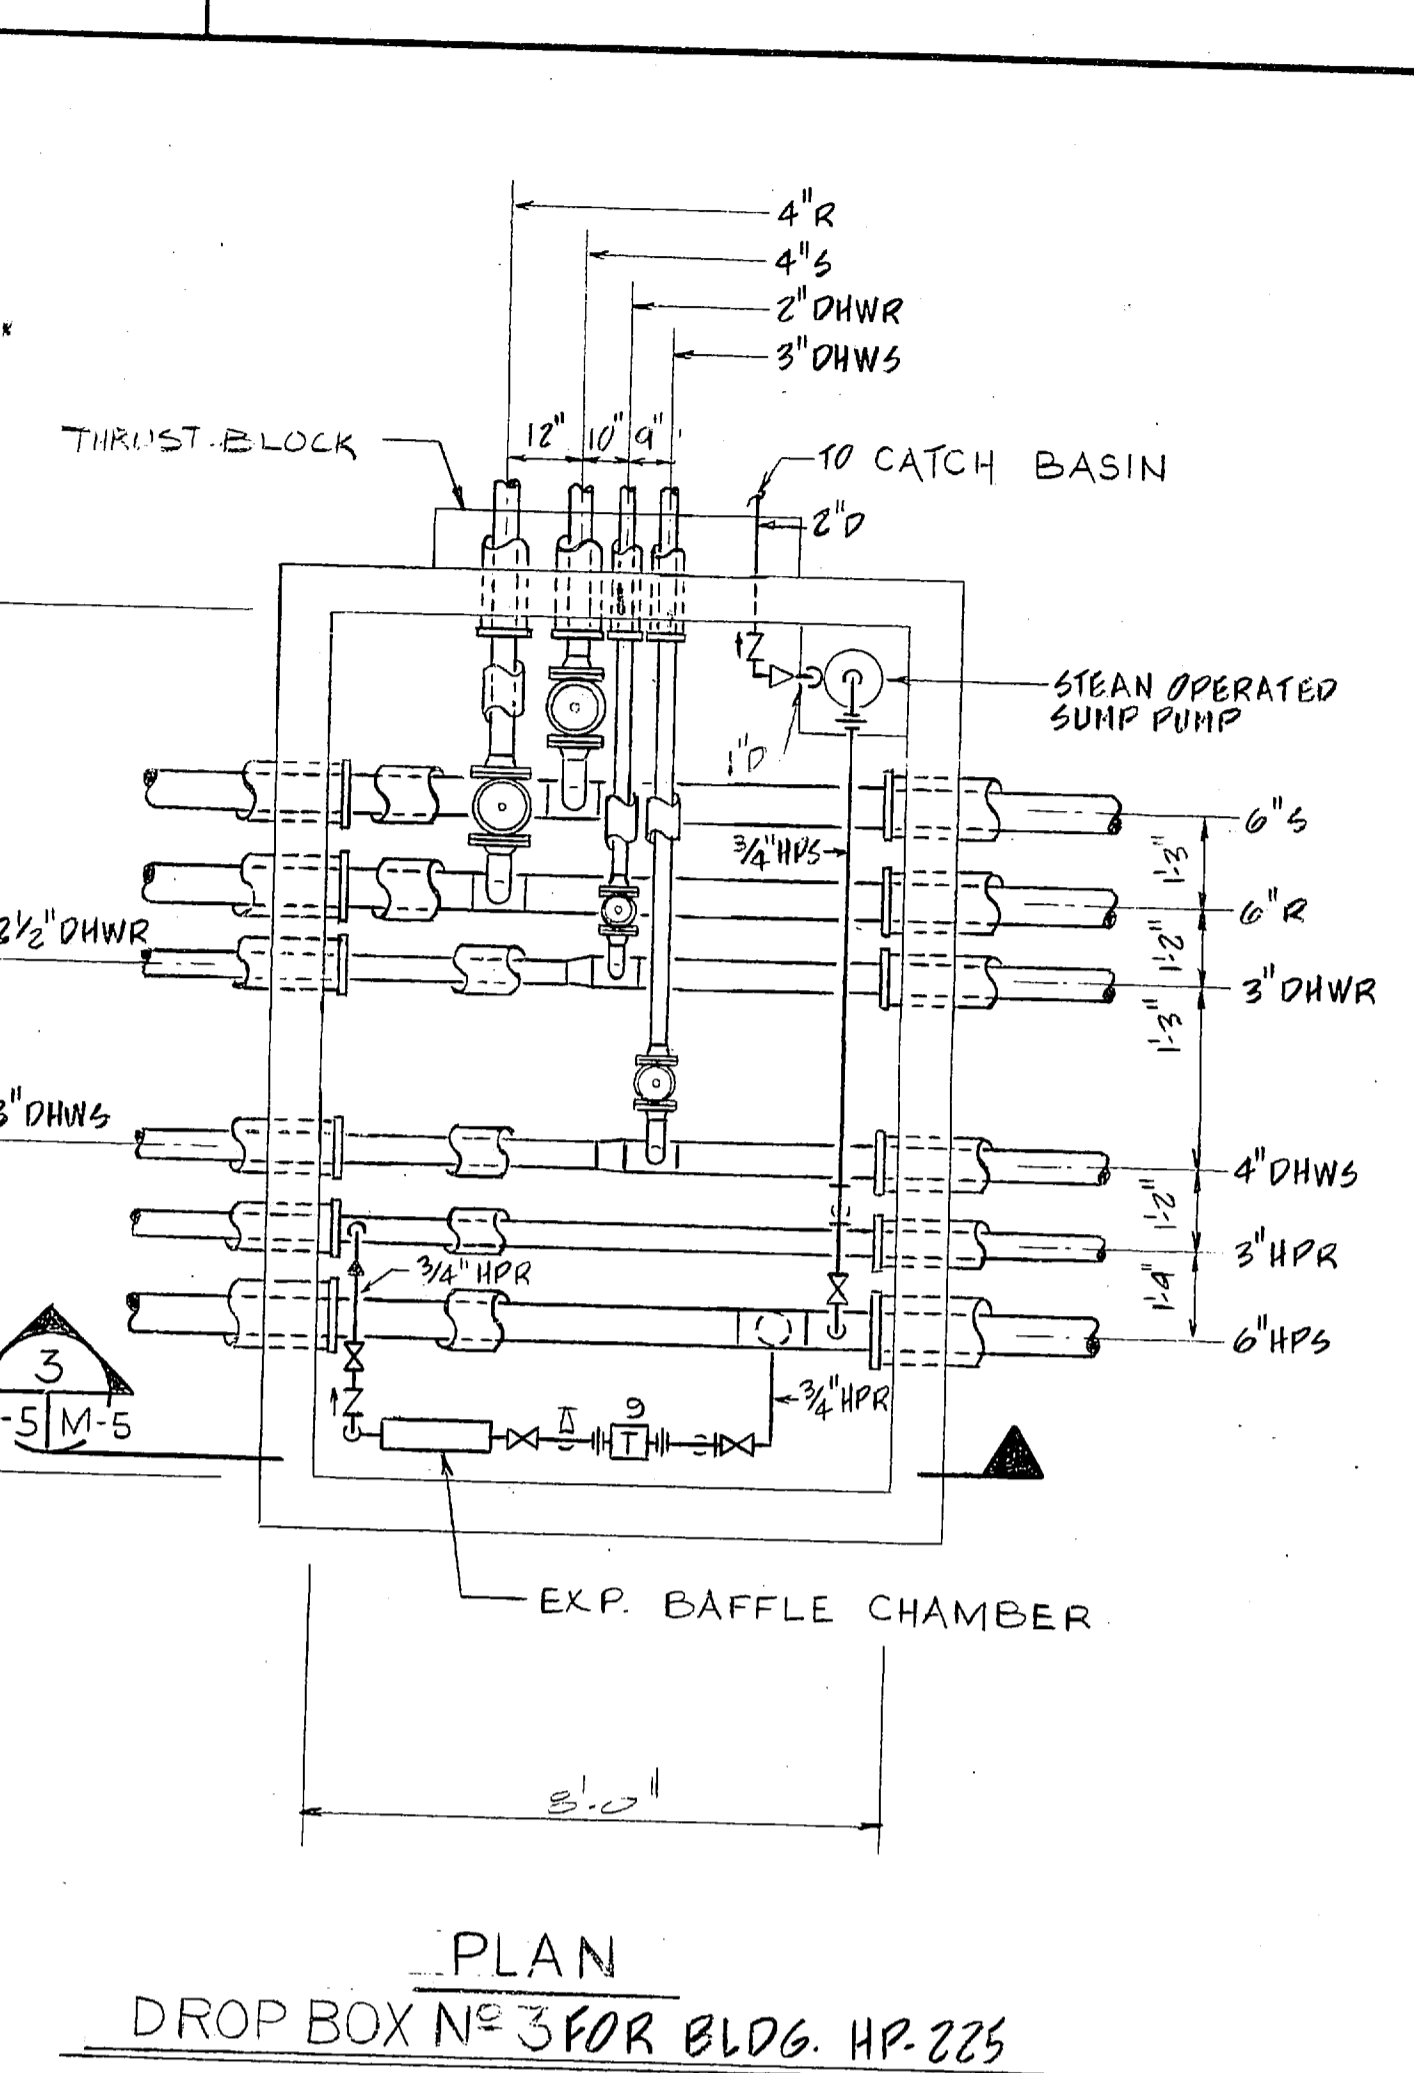 4"R
4"S
2"DHWR
3"DHWS
12" 10" 9"
THRUST BLOCK
TO CATCH BASIN
2"D
STEAN OPERATED
SUMP PUMP
1"D
3/4"HPS
6"S
1'-3"
6"R
1'-2"
2½"DHWR
3"DHWR
1'-3"
3"DHWS
4"DHWS
1'-2"
3"HPR
3/4"HPR
1'-4"
6"HPS
3
-5 M-5
3/4"HPR
9
T
EXP. BAFFLE CHAMBER
8'-0"
PLAN
DROP BOX Nº 3 FOR BLDG. HP-225